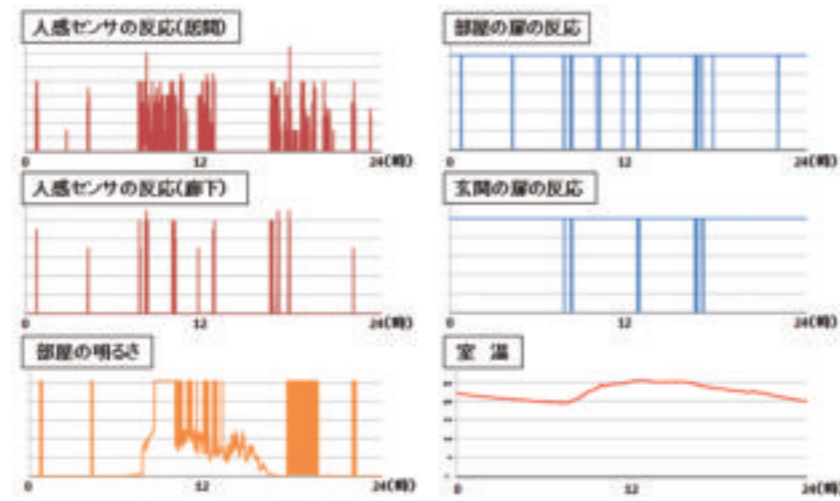 人感センサの反応(居間)
0 12 24(時)
部屋の扉の反応
0 12 24(時)
人感センサの反応(廊下)
0 12 24(時)
玄関の扉の反応
0 12 24(時)
部屋の明るさ
0 12 24(時)
室 温
0 12 24(時)